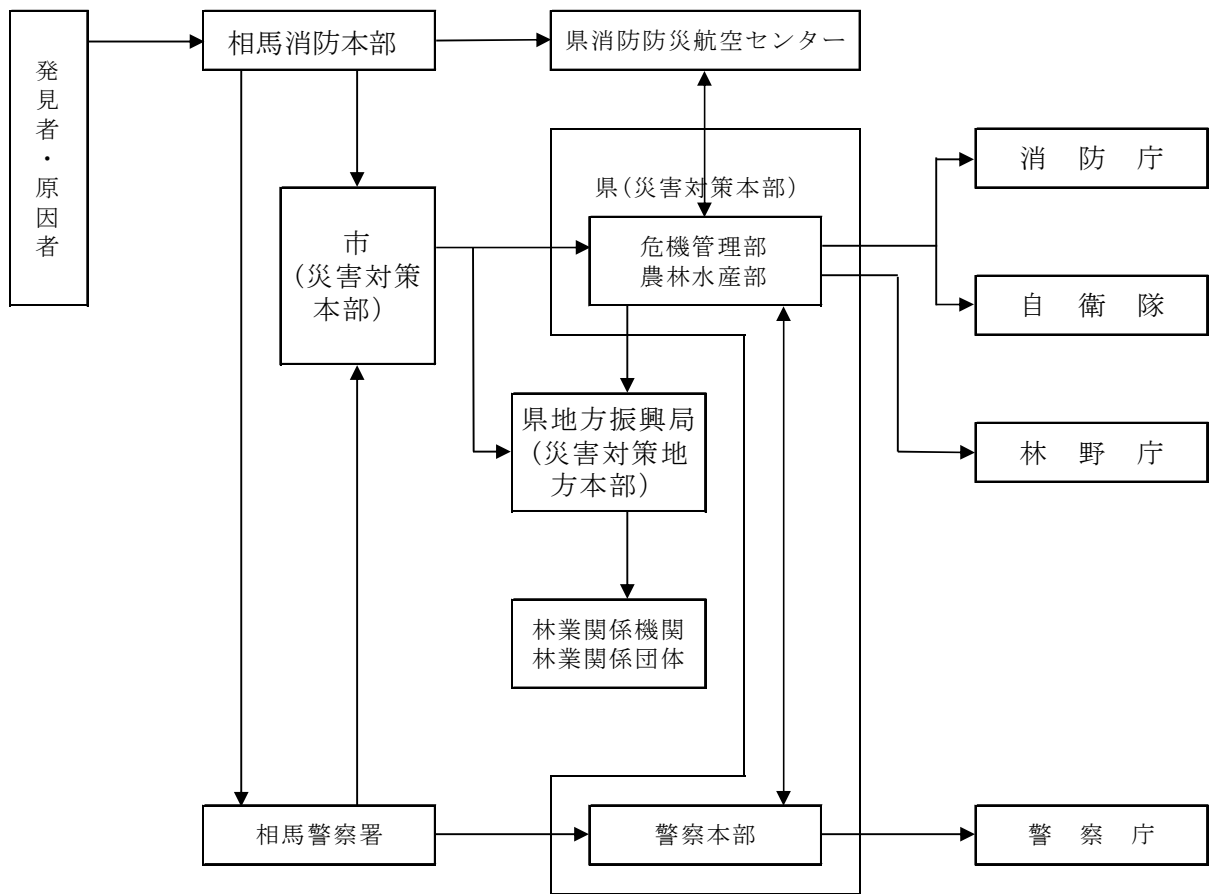 発見者・原因者
相馬消防本部
県消防防災航空センター
消防庁
県(災害対策本部)
市
(災害対策
本部)
危機管理部
農林水産部
自衛隊
県地方振興局
(災害対策地
方本部)
林野庁
林業関係機関
林業関係団体
相馬警察署
警察本部
警察庁